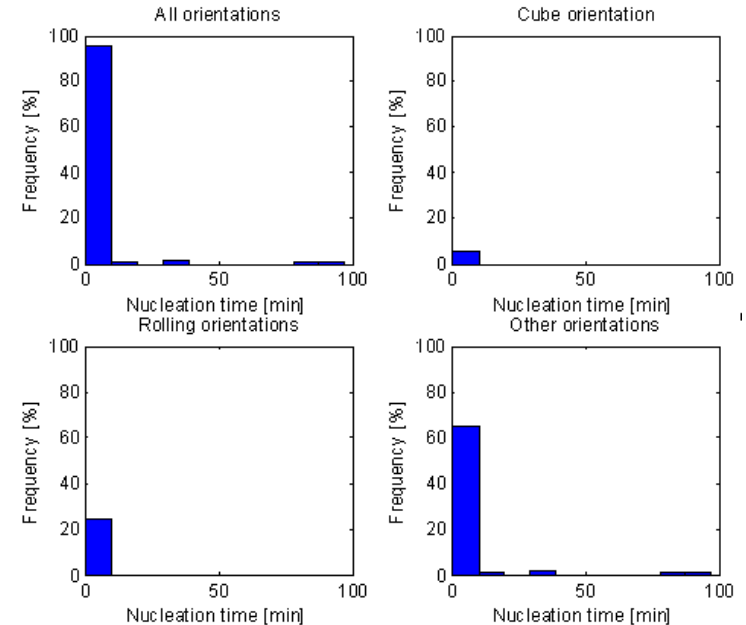 All orientations
100
80
60
40
20
0
Frequency [%]
0 50 100
Nucleation time [min]
Cube orientation
100
80
60
40
20
0
Frequency [%]
0 50 100
Nucleation time [min]
Rolling orientations
100
80
60
40
20
0
Frequency [%]
0 50 100
Nucleation time [min]
Other orientations
100
80
60
40
20
0
Frequency [%]
0 50 100
Nucleation time [min]